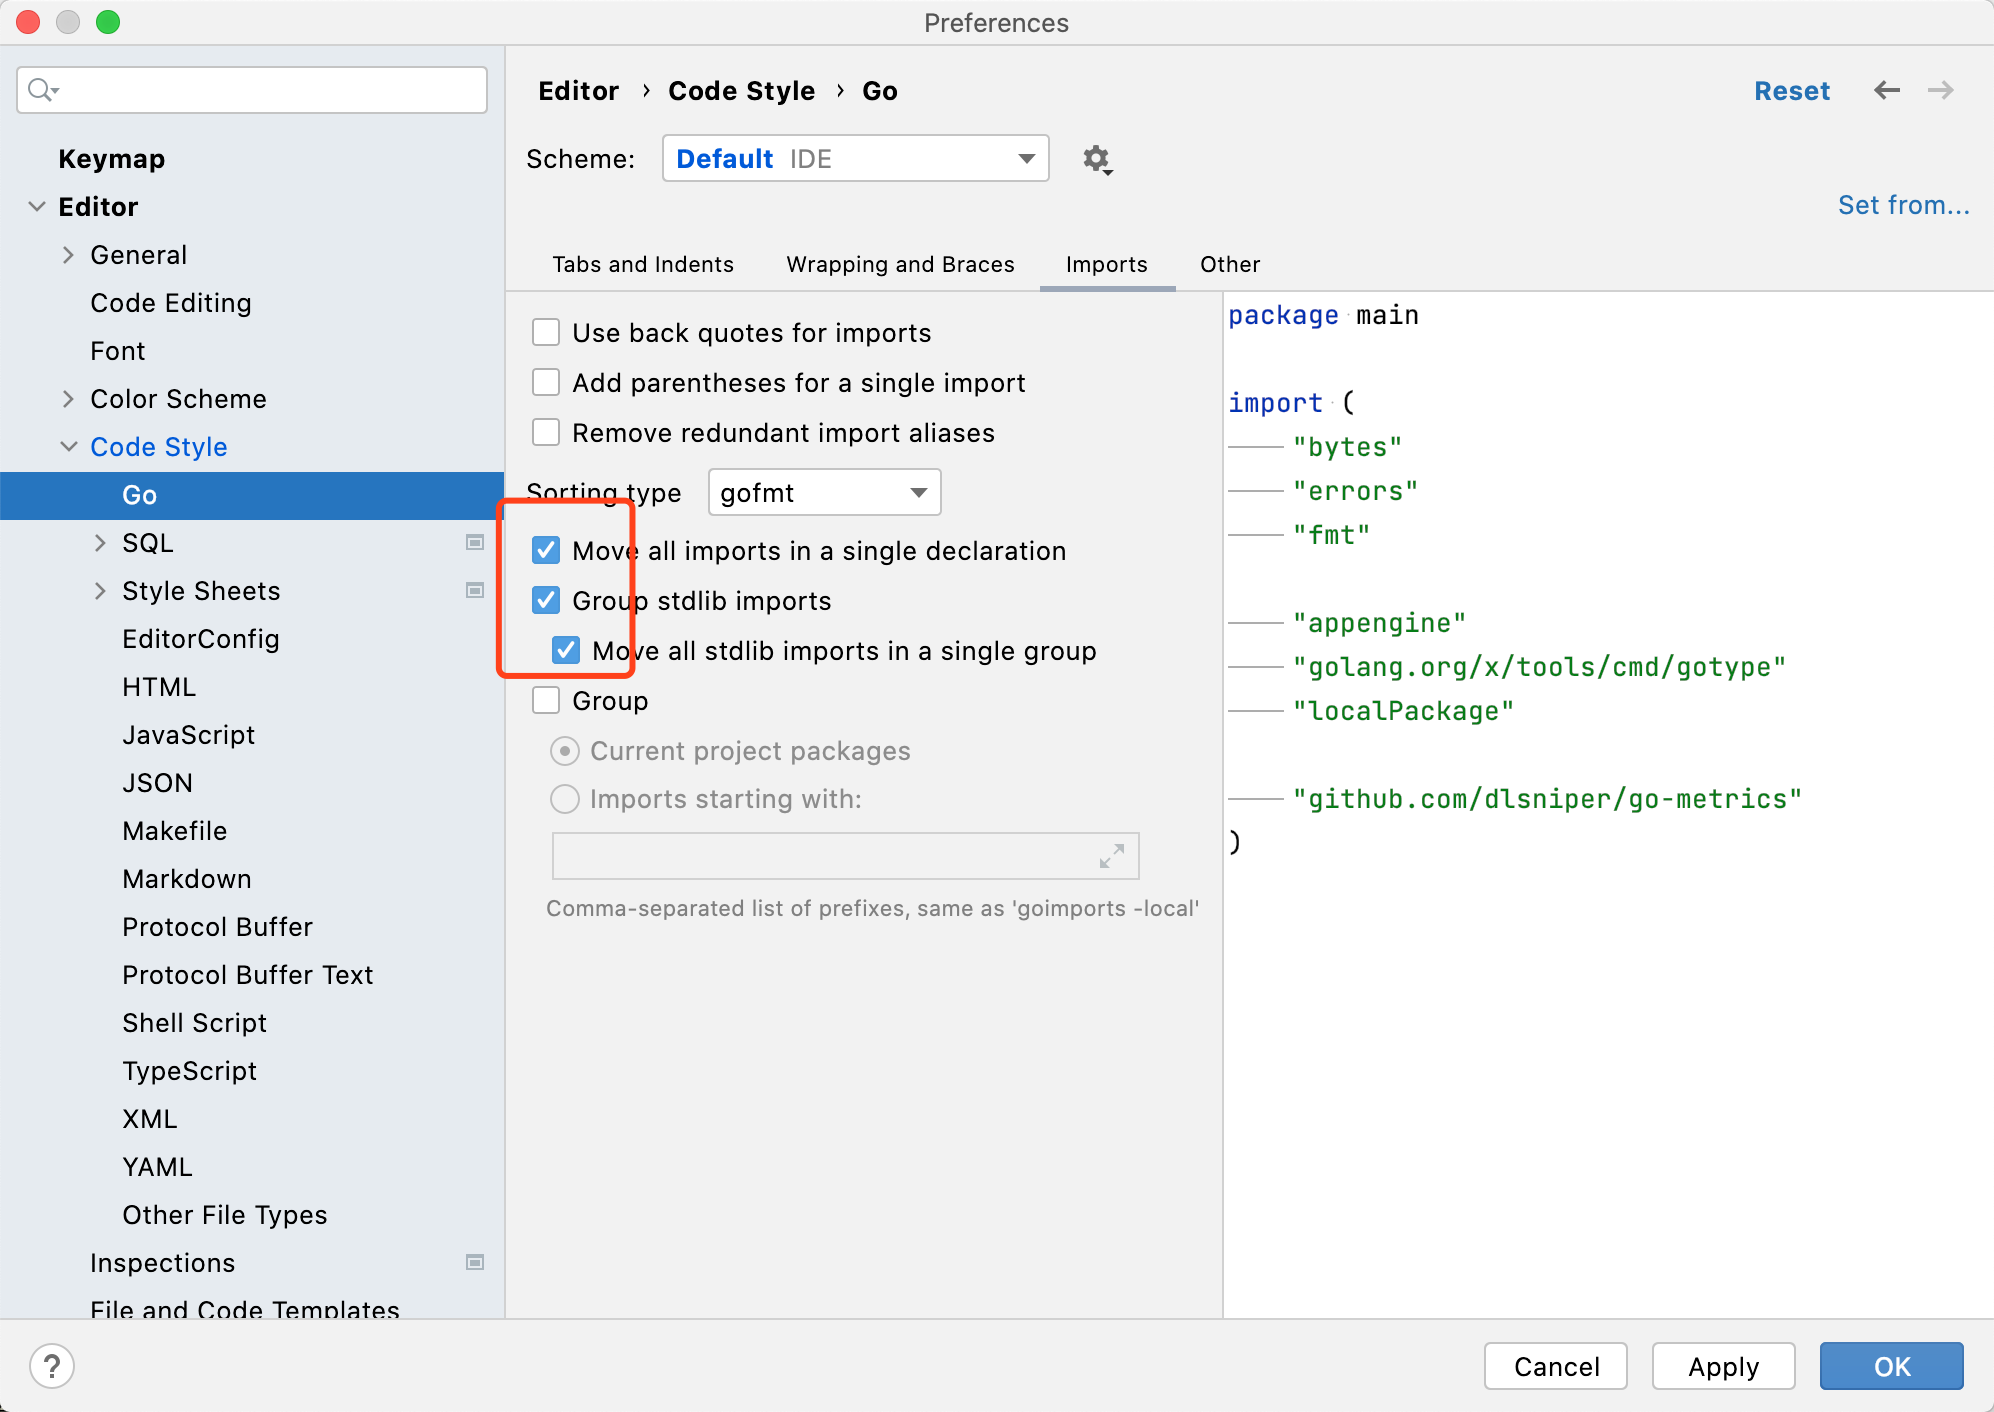 Preferences
Keymap
Editor
General
Code Editing
Font
Color Scheme
Code Style
Go
SQL
Style Sheets
EditorConfig
HTML
JavaScript
JSON
Makefile
Markdown
Protocol Buffer
Protocol Buffer Text
Shell Script
TypeScript
XML
YAML
Other File Types
Inspections
File and Code Templates
Editor › Code Style › Go
Reset
Scheme: Default IDE
Set from...
Tabs and Indents Wrapping and Braces Imports Other
Use back quotes for imports
Add parentheses for a single import
Remove redundant import aliases
Sorting type gofmt
Move all imports in a single declaration
Group stdlib imports
Move all stdlib imports in a single group
Group
Current project packages
Imports starting with:
Comma-separated list of prefixes, same as 'goimports -local'
package main
import (
"bytes"
"errors"
"fmt"
"appengine"
"golang.org/x/tools/cmd/gotype"
"localPackage"
"github.com/dlsniper/go-metrics"
)
?
Cancel Apply OK